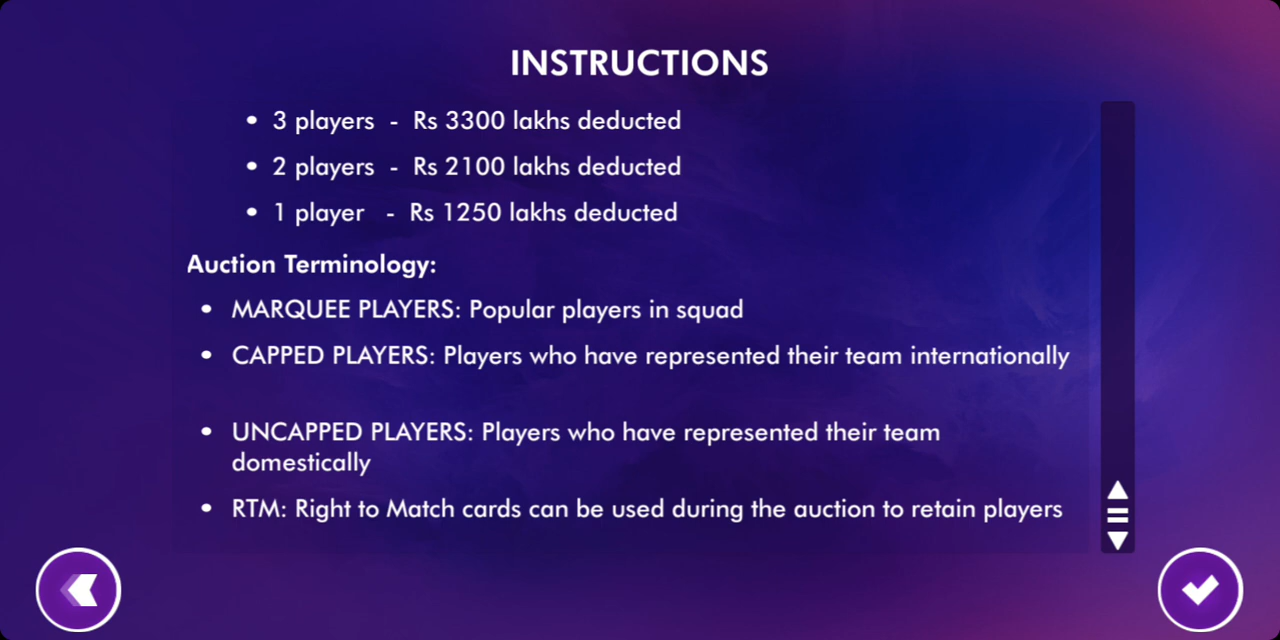 INSTRUCTIONS
• 3 players - Rs 3300 lakhs deducted
• 2 players - Rs 2100 lakhs deducted
• 1 player - Rs 1250 lakhs deducted
Auction Terminology:
• MARQUEE PLAYERS: Popular players in squad
• CAPPED PLAYERS: Players who have represented their team internationally
• UNCAPPED PLAYERS: Players who have represented their team
domestically
• RTM: Right to Match cards can be used during the auction to retain players